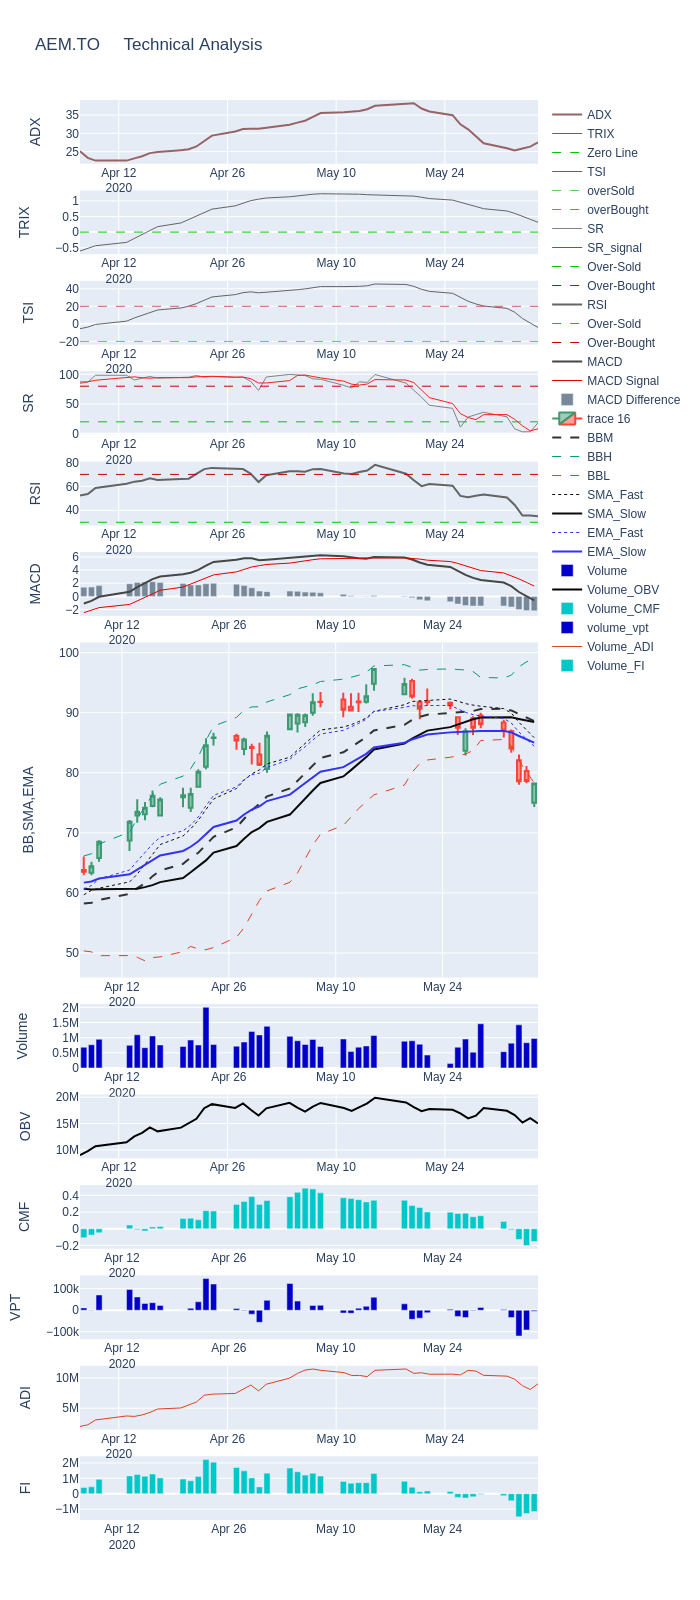 AEM.TO     Technical Analysis
ADX
35
30
25
Apr 12
2020
Apr 26
May 10
May 24
TRIX
1
0.5
0
−0.5
Apr 12
2020
Apr 26
May 10
May 24
TSI
40
20
0
−20
Apr 12
2020
Apr 26
May 10
May 24
SR
100
50
0
Apr 12
2020
Apr 26
May 10
May 24
RSI
80
60
40
Apr 12
2020
Apr 26
May 10
May 24
MACD
6
4
2
0
−2
Apr 12
2020
Apr 26
May 10
May 24
BB,SMA,EMA
100
90
80
70
60
50
Apr 12
2020
Apr 26
May 10
May 24
Volume
2M
1.5M
1M
0.5M
0
Apr 12
2020
Apr 26
May 10
May 24
OBV
20M
15M
10M
Apr 12
2020
Apr 26
May 10
May 24
CMF
0.4
0.2
0
−0.2
Apr 12
2020
Apr 26
May 10
May 24
VPT
100k
0
−100k
Apr 12
2020
Apr 26
May 10
May 24
ADI
10M
5M
Apr 12
2020
Apr 26
May 10
May 24
FI
2M
1M
0
−1M
Apr 12
2020
Apr 26
May 10
May 24
ADX
TRIX
Zero Line
TSI
overSold
overBought
SR
SR_signal
Over-Sold
Over-Bought
RSI
Over-Sold
Over-Bought
MACD
MACD Signal
MACD Difference
trace 16
BBM
BBH
BBL
SMA_Fast
SMA_Slow
EMA_Fast
EMA_Slow
Volume
Volume_OBV
Volume_CMF
volume_vpt
Volume_ADI
Volume_FI